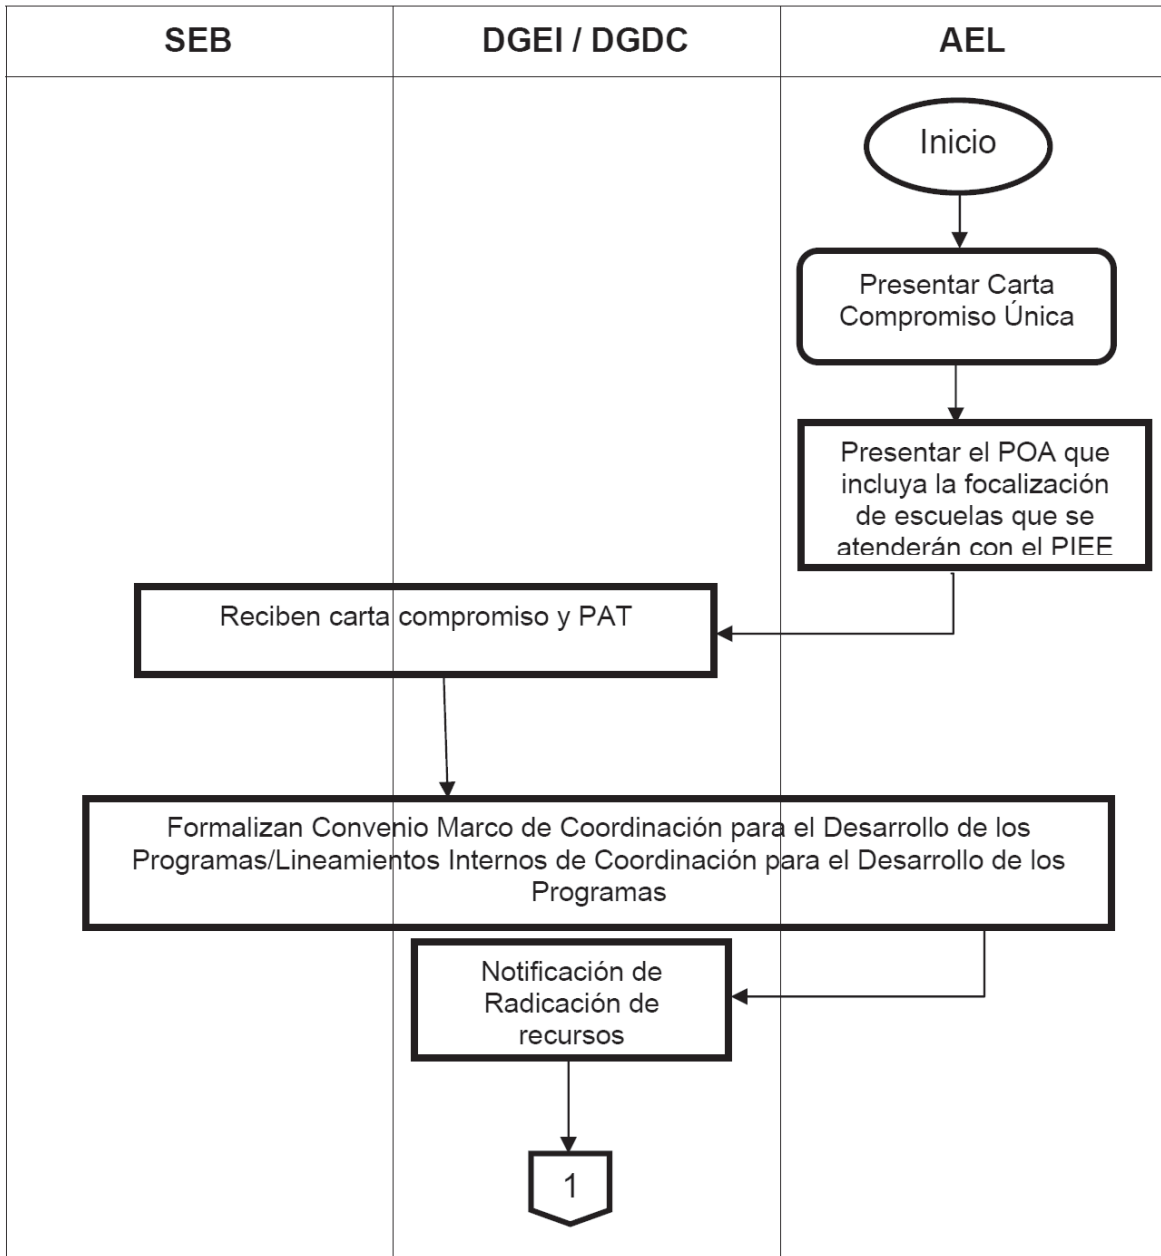 SEB
DGEI / DGDC
AEL
Inicio
Presentar Carta
Compromiso Única
Presentar el POA que
incluya la focalización
de escuelas que se
atenderán con el PIEE
Reciben carta compromiso y PAT
Formalizan Convenio Marco de Coordinación para el Desarrollo de los
Programas/Lineamientos Internos de Coordinación para el Desarrollo de los
Programas
Notificación de
Radicación de
recursos
1